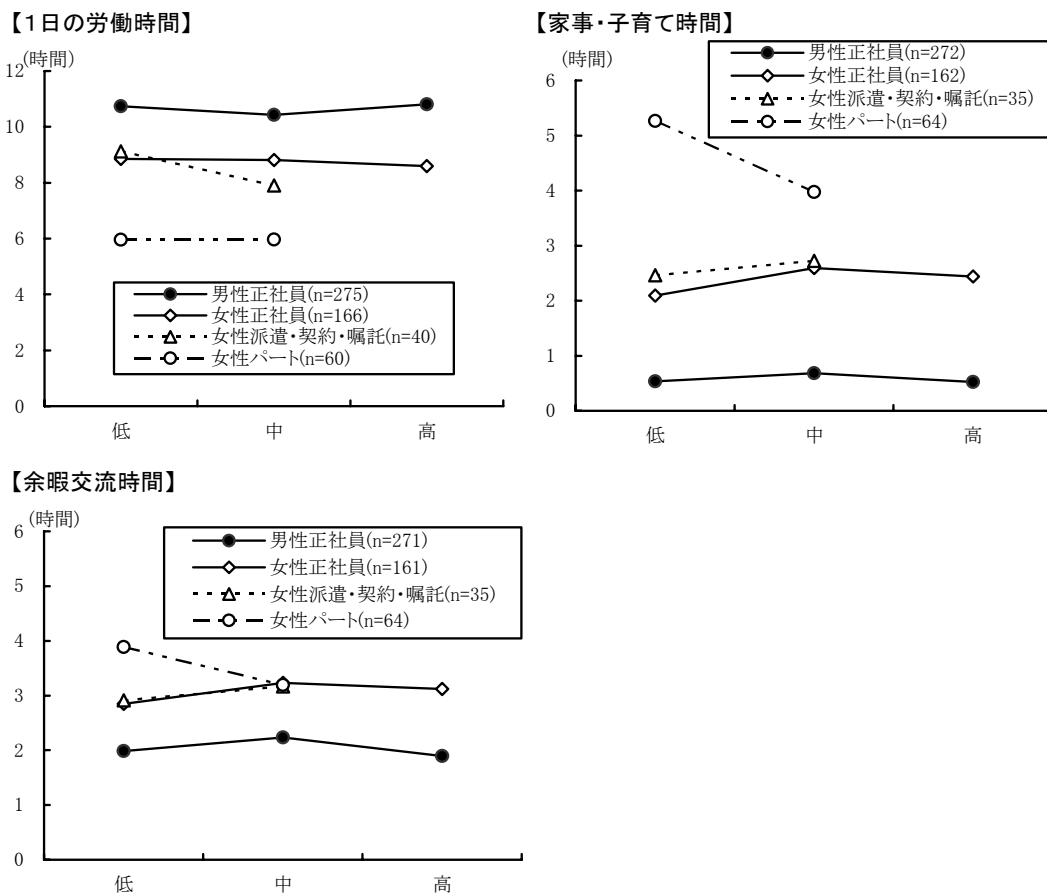 【1日の労働時間】
(時間)
12
10
8
6
4
2
0
男性正社員(n=275)
女性正社員(n=166)
女性派遣・契約・嘱託(n=40)
女性パート(n=60)
低 中 高
【家事・子育て時間】
(時間)
6
5
4
3
2
1
0
男性正社員(n=272)
女性正社員(n=162)
女性派遣・契約・嘱託(n=35)
女性パート(n=64)
低 中 高
【余暇交流時間】
(時間)
6
5
4
3
2
1
0
男性正社員(n=271)
女性正社員(n=161)
女性派遣・契約・嘱託(n=35)
女性パート(n=64)
低 中 高